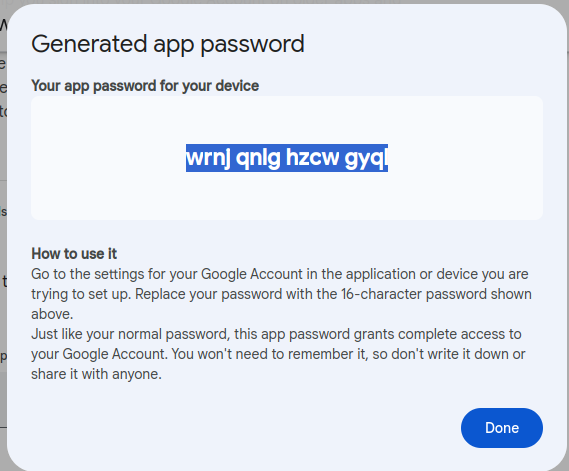 Generated app password
Your app password for your device
wrnj qnlg hzcw gyql
How to use it
Go to the settings for your Google Account in the application or device you are
trying to set up. Replace your password with the 16-character password shown
above.
Just like your normal password, this app password grants complete access to
your Google Account. You won't need to remember it, so don't write it down or
share it with anyone.
Done